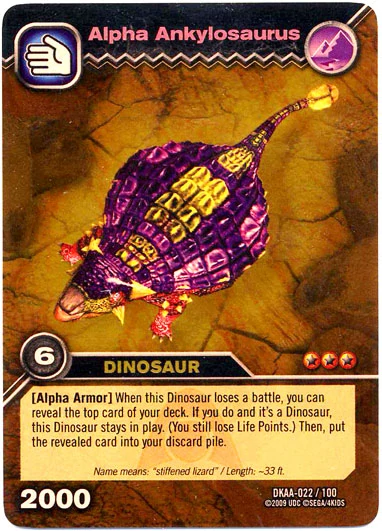 Alpha Ankylosaurus
6
DINOSAUR
[Alpha Armor] When this Dinosaur loses a battle, you can
reveal the top card of your deck. If you do and it's a Dinosaur,
this Dinosaur stays in play. (You still lose Life Points.) Then, put
the revealed card into your discard pile.
Name means: "stiffened lizard" / Length: ~33 ft.
2000
DKAA-022 / 100
©2009 UDC ©SEGA/4KIDS